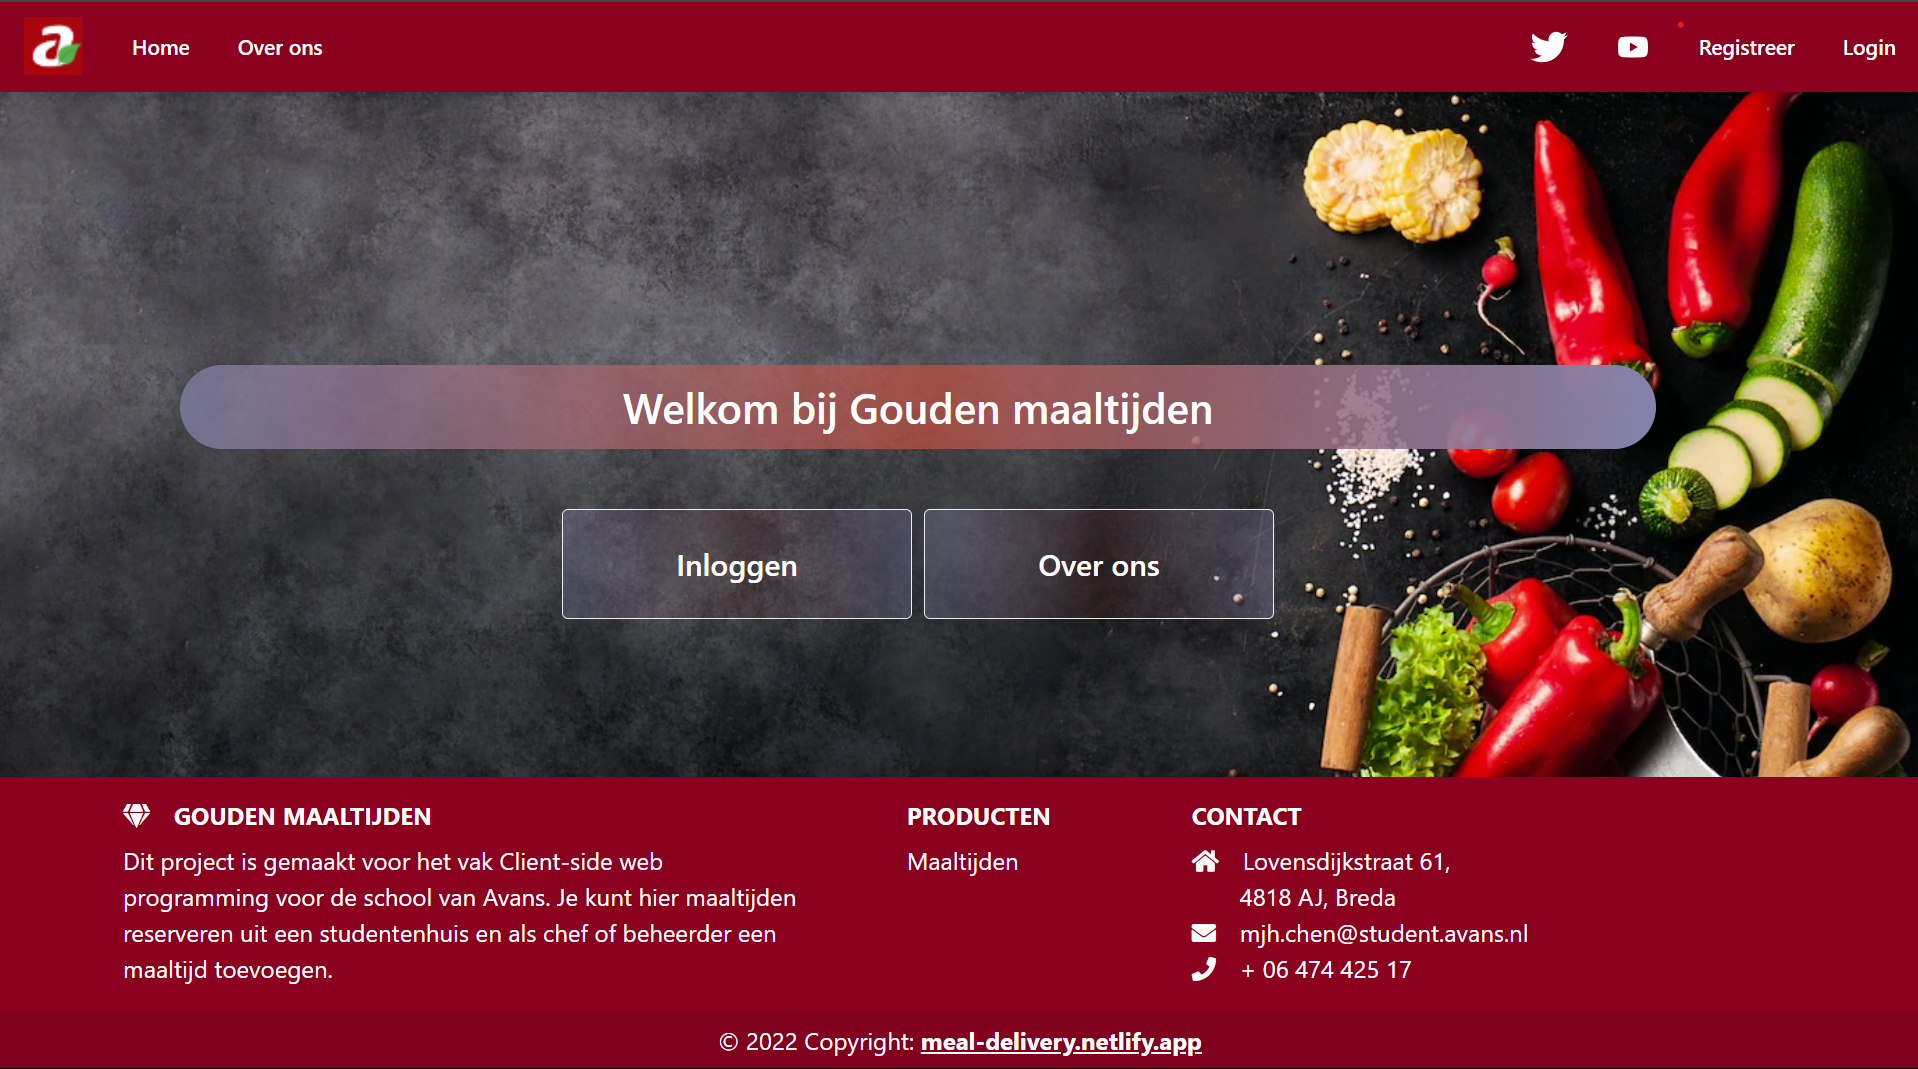 a
Home
Over ons
Registreer
Login
Welkom bij Gouden maaltijden
Inloggen
Over ons
GOUDEN MAALTIJDEN
Dit project is gemaakt voor het vak Client-side web
programming voor de school van Avans. Je kunt hier maaltijden
reserveren uit een studentenhuis en als chef of beheerder een
maaltijd toevoegen.
PRODUCTEN
Maaltijden
CONTACT
Lovensdijkstraat 61,
4818 AJ, Breda
mjh.chen@student.avans.nl
+ 06 474 425 17
© 2022 Copyright: meal-delivery.netlify.app